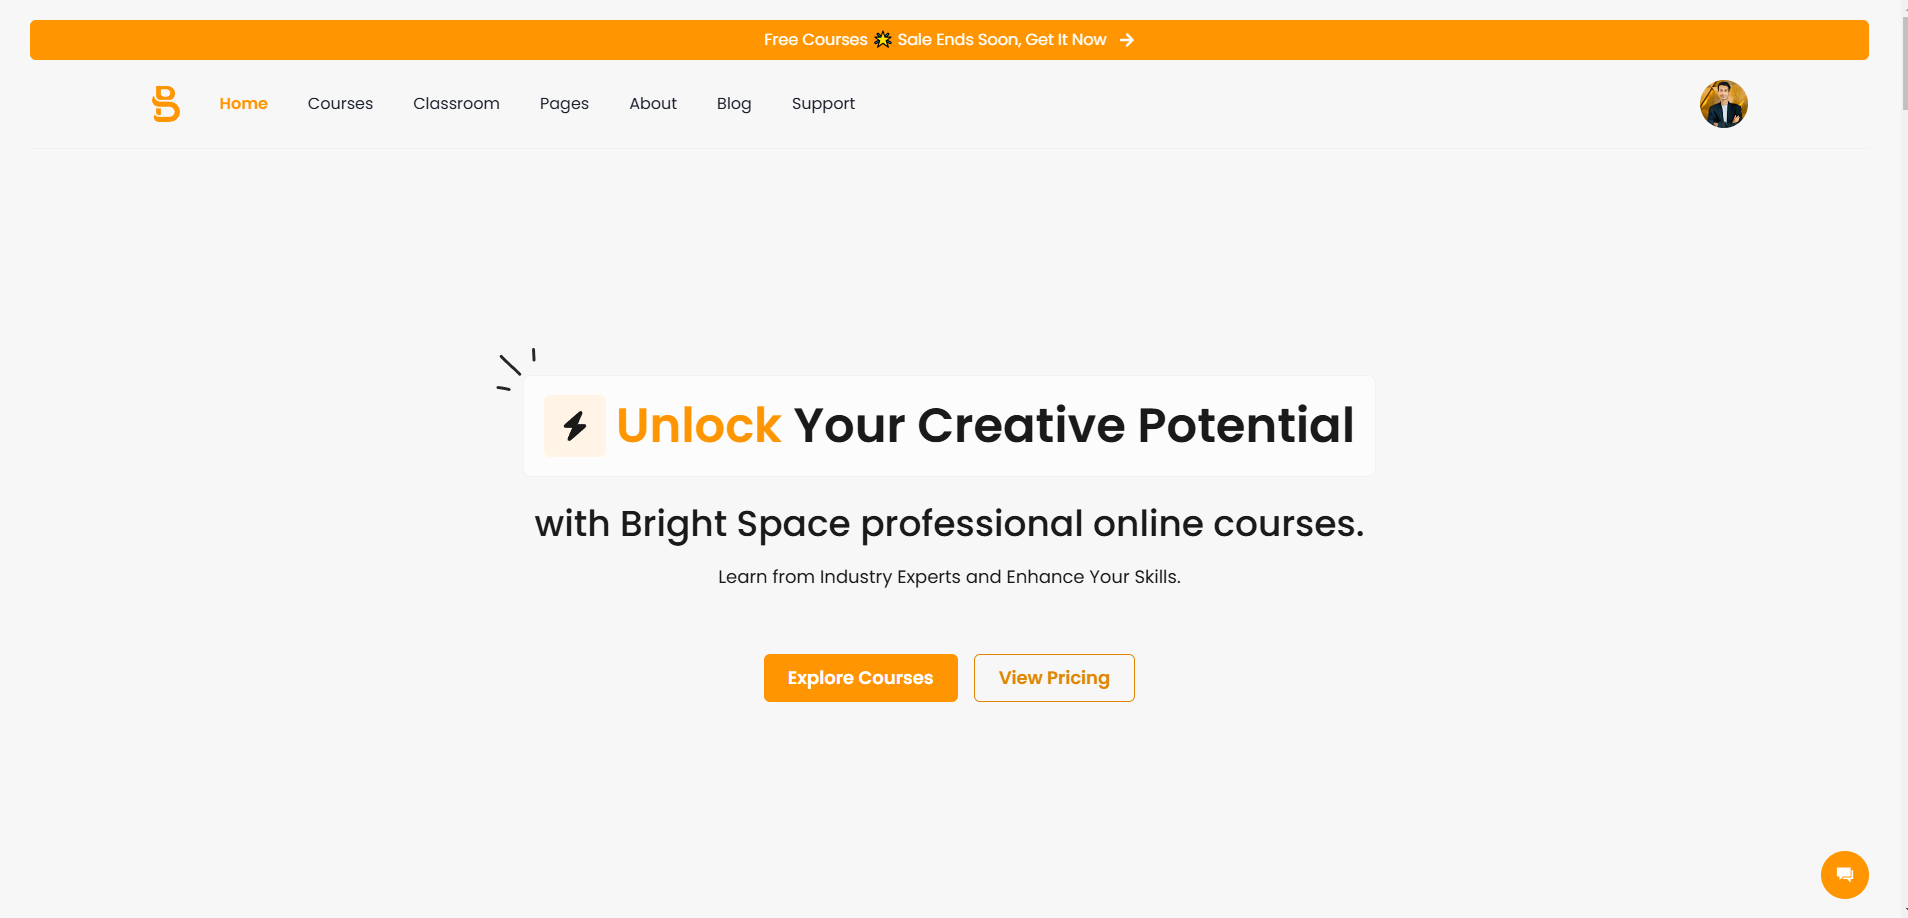 Free Courses 🌟 Sale Ends Soon, Get It Now →
Home Courses Classroom Pages About Blog Support
Unlock Your Creative Potential
with Bright Space professional online courses.
Learn from Industry Experts and Enhance Your Skills.
Explore Courses View Pricing